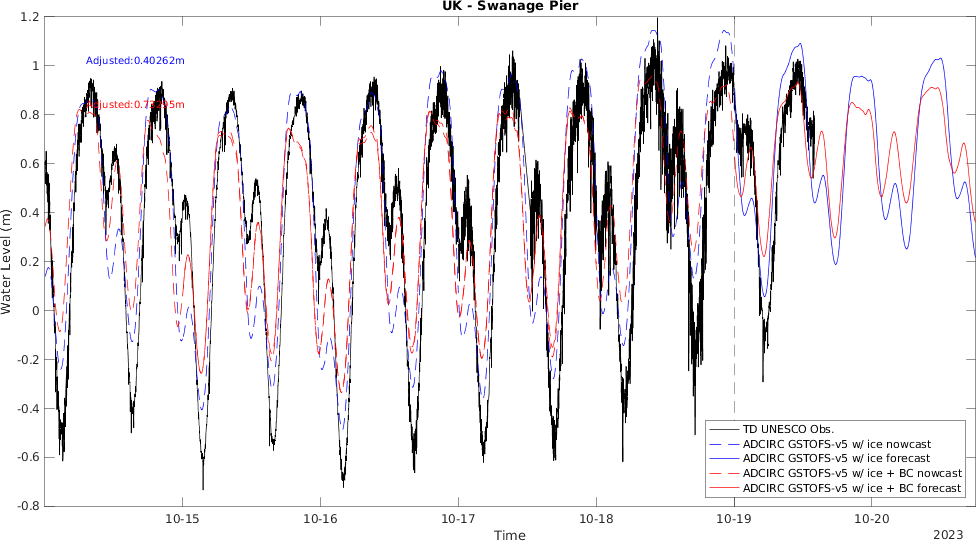 UK - Swanage Pier
1.2
1
0.8
0.6
0.4
0.2
0
-0.2
-0.4
-0.6
-0.8
Water Level (m)
Adjusted:0.40262m
TD UNESCO Obs.
ADCIRC GSTOFS-v5 w/ ice nowcast
ADCIRC GSTOFS-v5 w/ ice forecast
ADCIRC GSTOFS-v5 w/ ice + BC nowcast
ADCIRC GSTOFS-v5 w/ ice + BC forecast
10-15 10-16 10-17 10-18 10-19 10-20
Time
2023